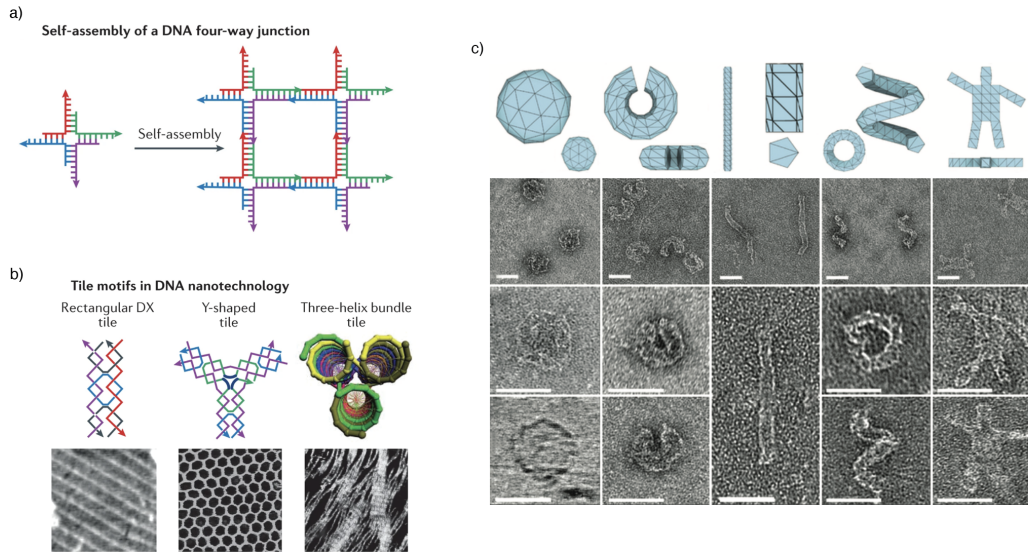 a)
Self-assembly of a DNA four-way junction
Self-assembly
b)
Tile motifs in DNA nanotechnology
Rectangular DX
tile
Y-shaped
tile
Three-helix bundle
tile
c)